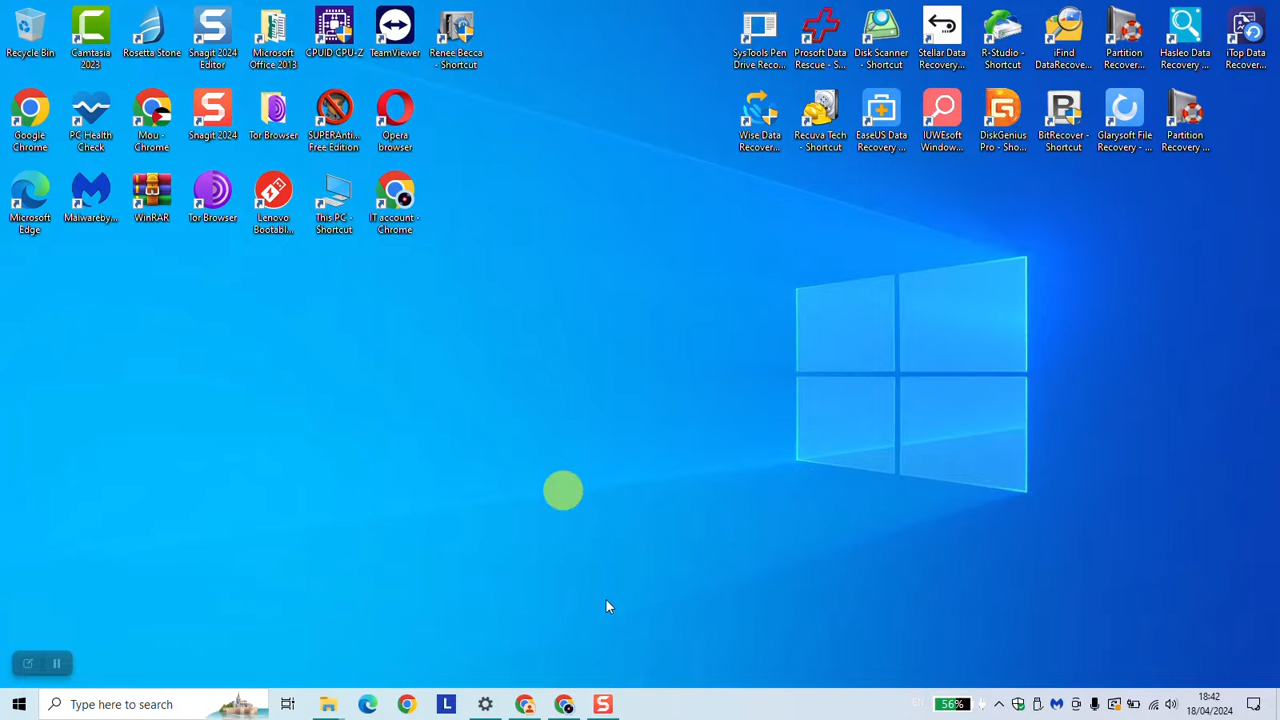 Recycle Bin
Camtasia 2023
Rosetta Stone
Snagit 2024 Editor
Microsoft Office 2013
CPUID CPU-Z
TeamViewer
Renee Becca - Shortcut
SysTools Pen Drive Reco...
Prosoft Data Rescue - S...
Disk Scanner - Shortcut
Stellar Data Recovery...
R-Studio - Shortcut
iFind DataRecove...
Partition Recover...
Hasleo Data Recovery ...
iTop Data Recover...
Google Chrome
PC Health Check
Mou - Chrome
Snagit 2024
Tor Browser
SUPERAnti... Free Edition
Opera browser
Wise Data Recover...
Recuva Tech - Shortcut
EaseUS Data Recovery ...
IUWEsoft Window...
DiskGenius Pro - Sho...
BitRecover - Shortcut
Glarysoft File Recovery - ...
Partition Recovery ...
Microsoft Edge
Malwareby...
WinRAR
Tor Browser
Lenovo Bootabl...
This PC - Shortcut
IT account - Chrome
Type here to search
L
S
EN
56%
18:42
18/04/2024